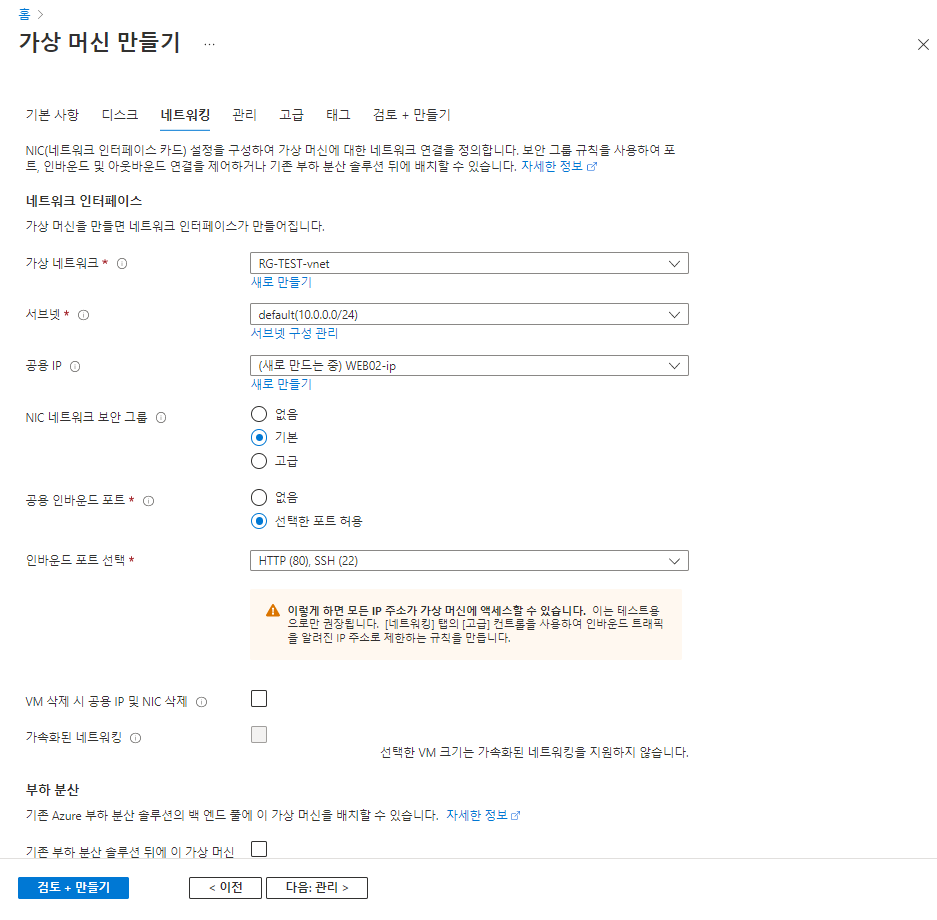 홈 >
가상 머신 만들기 ...
기본 사항 디스크 네트워킹 관리 고급 태그 검토 + 만들기
NIC(네트워크 인터페이스 카드) 설정을 구성하여 가상 머신에 대한 네트워크 연결을 정의합니다. 보안 그룹 규칙을 사용하여 포
트, 인바운드 및 아웃바운드 연결을 제어하거나 기존 부하 분산 솔루션 뒤에 배치할 수 있습니다. 자세한 정보
네트워크 인터페이스
가상 머신을 만들면 네트워크 인터페이스가 만들어집니다.
가상 네트워크 * RG-TEST-vnet
새로 만들기
서브넷 * default(10.0.0.0/24)
서브넷 구성 관리
공용 IP (새로 만드는 중) WEB02-ip
새로 만들기
NIC 네트워크 보안 그룹 없음
기본
고급
공용 인바운드 포트 * 없음
선택한 포트 허용
인바운드 포트 선택 * HTTP (80), SSH (22)
이렇게 하면 모든 IP 주소가 가상 머신에 액세스할 수 있습니다. 이는 테스트용
으로만 권장됩니다. [네트워킹] 탭의 [고급] 컨트롤을 사용하여 인바운드 트래픽
을 알려진 IP 주소로 제한하는 규칙을 만듭니다.
VM 삭제 시 공용 IP 및 NIC 삭제
가속화된 네트워킹
선택한 VM 크기는 가속화된 네트워킹을 지원하지 않습니다.
부하 분산
기존 Azure 부하 분산 솔루션의 백 엔드 풀에 이 가상 머신을 배치할 수 있습니다. 자세한 정보
기존 부하 분산 솔루션 뒤에 이 가상 머신
검토 + 만들기 < 이전 다음: 관리 >